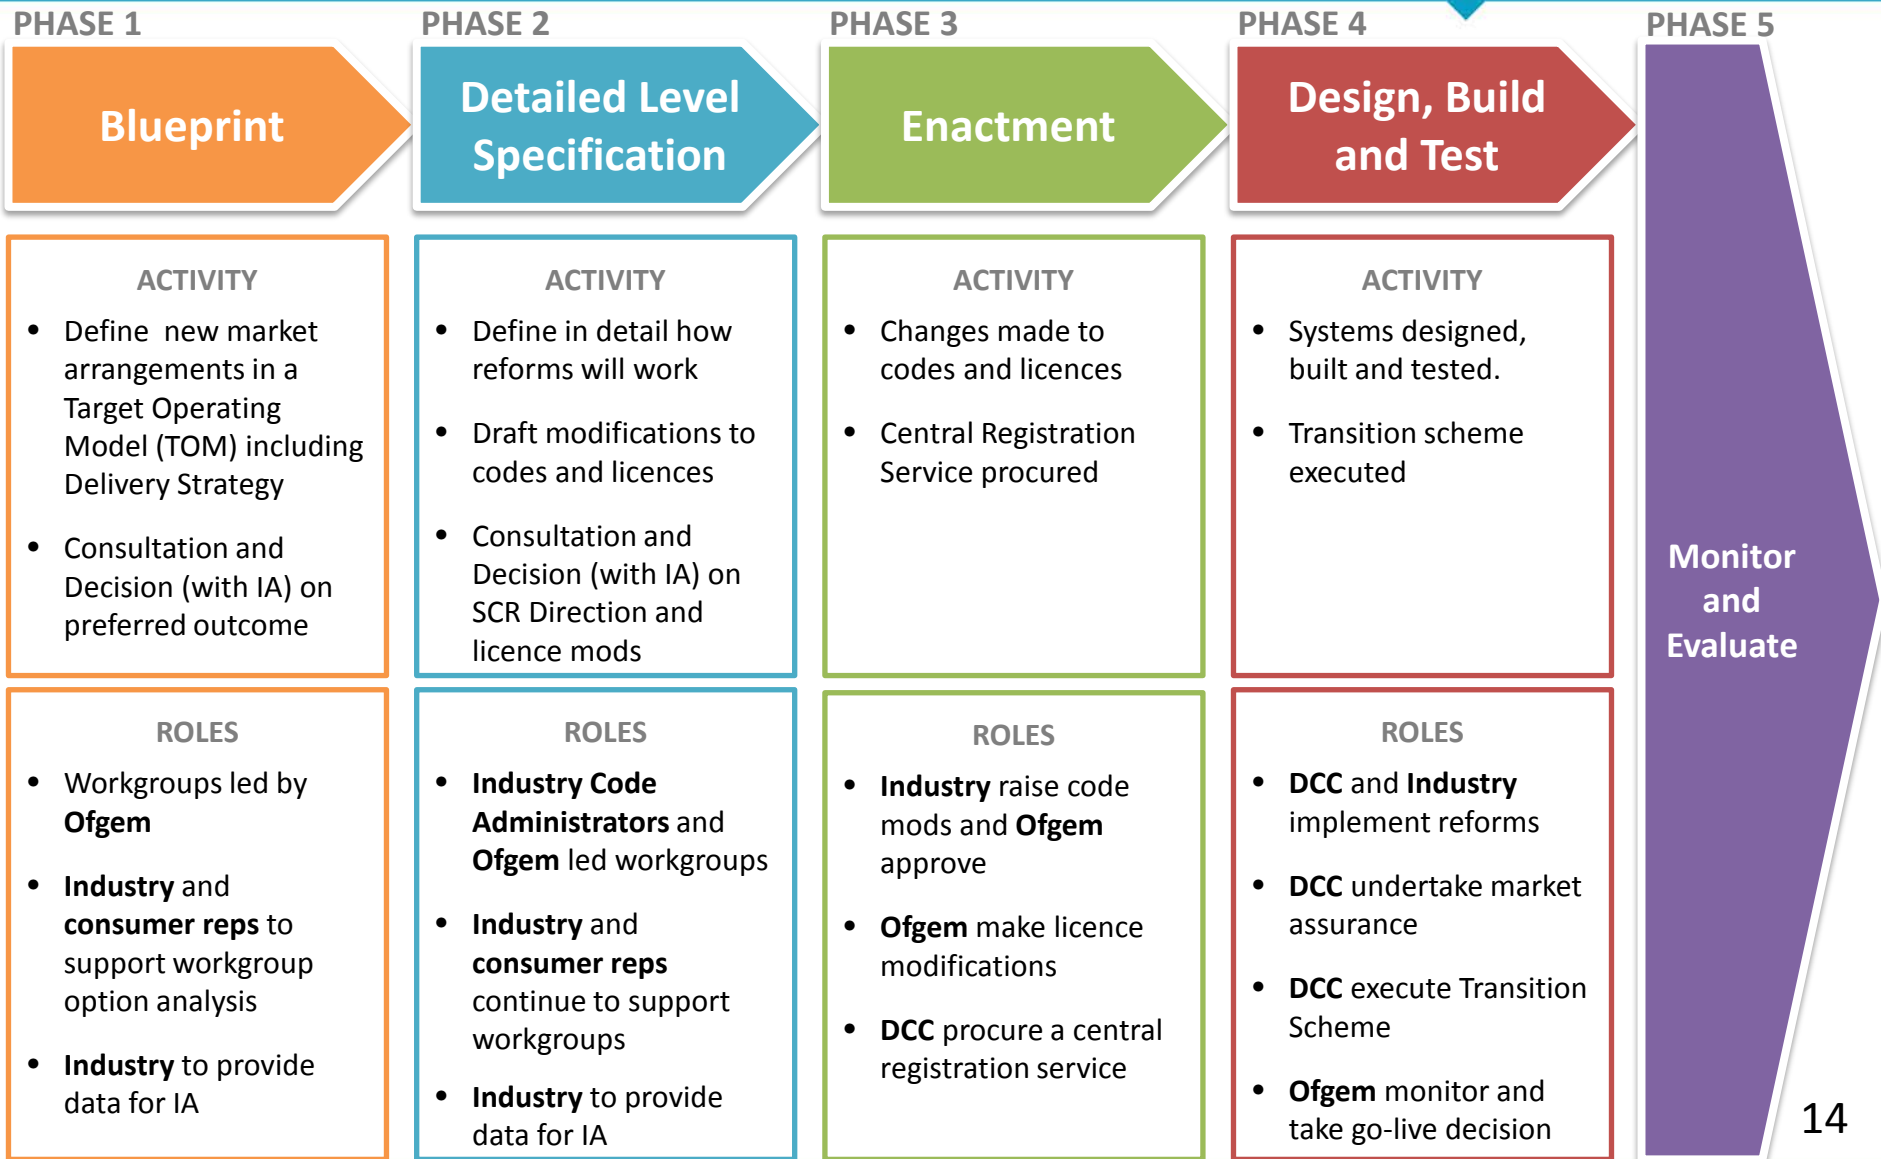 PHASE 1
Blueprint
ACTIVITY
• Define new market
arrangements in a
Target Operating
Model (TOM) including
Delivery Strategy
• Consultation and
Decision (with IA) on
preferred outcome
ROLES
• Workgroups led by
Ofgem
• Industry and
consumer reps to
support workgroup
option analysis
• Industry to provide
data for IA
PHASE 2
Detailed Level
Specification
ACTIVITY
• Define in detail how
reforms will work
• Draft modifications to
codes and licences
• Consultation and
Decision (with IA) on
SCR Direction and
licence mods
ROLES
• Industry Code
Administrators and
Ofgem led workgroups
• Industry and
consumer reps
continue to support
workgroups
• Industry to provide
data for IA
PHASE 3
Enactment
ACTIVITY
• Changes made to
codes and licences
• Central Registration
Service procured
ROLES
• Industry raise code
mods and Ofgem
approve
• Ofgem make licence
modifications
• DCC procure a central
registration service
PHASE 4
Design, Build
and Test
ACTIVITY
• Systems designed,
built and tested.
• Transition scheme
executed
ROLES
• DCC and Industry
implement reforms
• DCC undertake market
assurance
• DCC execute Transition
Scheme
• Ofgem monitor and
take go-live decision
PHASE 5
Monitor
and
Evaluate
14